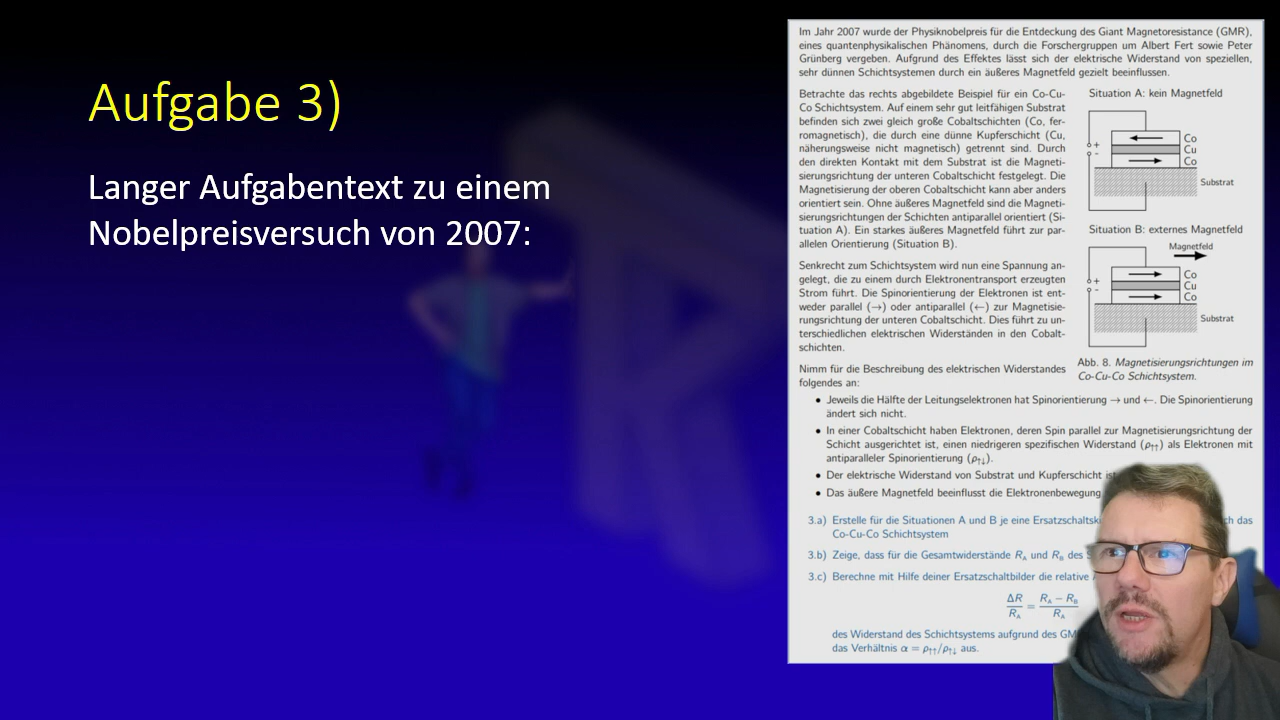 Aufgabe 3)
Langer Aufgabentext zu einem
Nobelpreisversuch von 2007:
Im Jahr 2007 wurde der Physiknobelpreis für die Entdeckung des Giant Magnetoresistance (GMR),
eines quantenphysikalischen Phänomens, durch die Forschergruppen um Albert Fert sowie Peter
Grünberg vergeben. Aufgrund des Effektes lässt sich der elektrische Widerstand von speziellen,
sehr dünnen Schichtsystemen durch ein äußeres Magnetfeld gezielt beeinflussen.
Betrachte das rechts abgebildete Beispiel für ein Co-Cu-
Co Schichtsystem. Auf einem sehr gut leitfähigen Substrat
befinden sich zwei gleich große Cobaltschichten (Co, fer-
romagnetisch), die durch eine dünne Kupferschicht (Cu,
näherungsweise nicht magnetisch) getrennt sind. Durch
den direkten Kontakt mit dem Substrat ist die Magneti-
sierungsrichtung der unteren Cobaltschicht festgelegt. Die
Magnetisierung der oberen Cobaltschicht kann aber anders
orientiert sein. Ohne äußeres Magnetfeld sind die Magneti-
sierungsrichtungen der Schichten antiparallel orientiert (Si-
tuation A). Ein starkes äußeres Magnetfeld führt zur par-
allelen Orientierung (Situation B).
Senkrecht zum Schichtsystem wird nun eine Spannung an-
gelegt, die zu einem durch Elektronentransport erzeugten
Strom führt. Die Spinorientierung der Elektronen ist ent-
weder parallel (→) oder antiparallel (←) zur Magnetisie-
rungsrichtung der unteren Cobaltschicht. Dies führt zu un-
terschiedlichen elektrischen Widerständen in den Cobalt-
schichten.
Situation A: kein Magnetfeld
+
-
Co
Cu
Co
Substrat
Situation B: externes Magnetfeld
Magnetfeld
+
-
Co
Cu
Co
Substrat
Abb. 8. Magnetisierungsrichtungen im
Co-Cu-Co Schichtsystem.
Nimm für die Beschreibung des elektrischen Widerstandes
folgendes an:
• Jeweils die Hälfte der Leitungselektronen hat Spinorientierung → und ←. Die Spinorientierung
ändert sich nicht.
• In einer Cobaltschicht haben Elektronen, deren Spin parallel zur Magnetisierungsrichtung der
Schicht ausgerichtet ist, einen niedrigeren spezifischen Widerstand (ρ↑↑) als Elektronen mit
antiparalleler Spinorientierung (ρ↑↓).
• Der elektrische Widerstand von Substrat und Kupferschicht
• Das äußere Magnetfeld beeinflusst die Elektronenbewegung
3.a) Erstelle für die Situationen A und B je eine das
Co-Cu-Co Schichtsystem
3.b) Zeige, dass für die Gesamtwiderstände RA und RB des
3.c) Berechne mit Hilfe deiner Ersatzschaltbilder die relative
ΔR/RA = (RA − RB)/RA
des Widerstand des Schichtsystems aufgrund des
das Verhältnis α = ρ↑↑/ρ↑↓ aus.